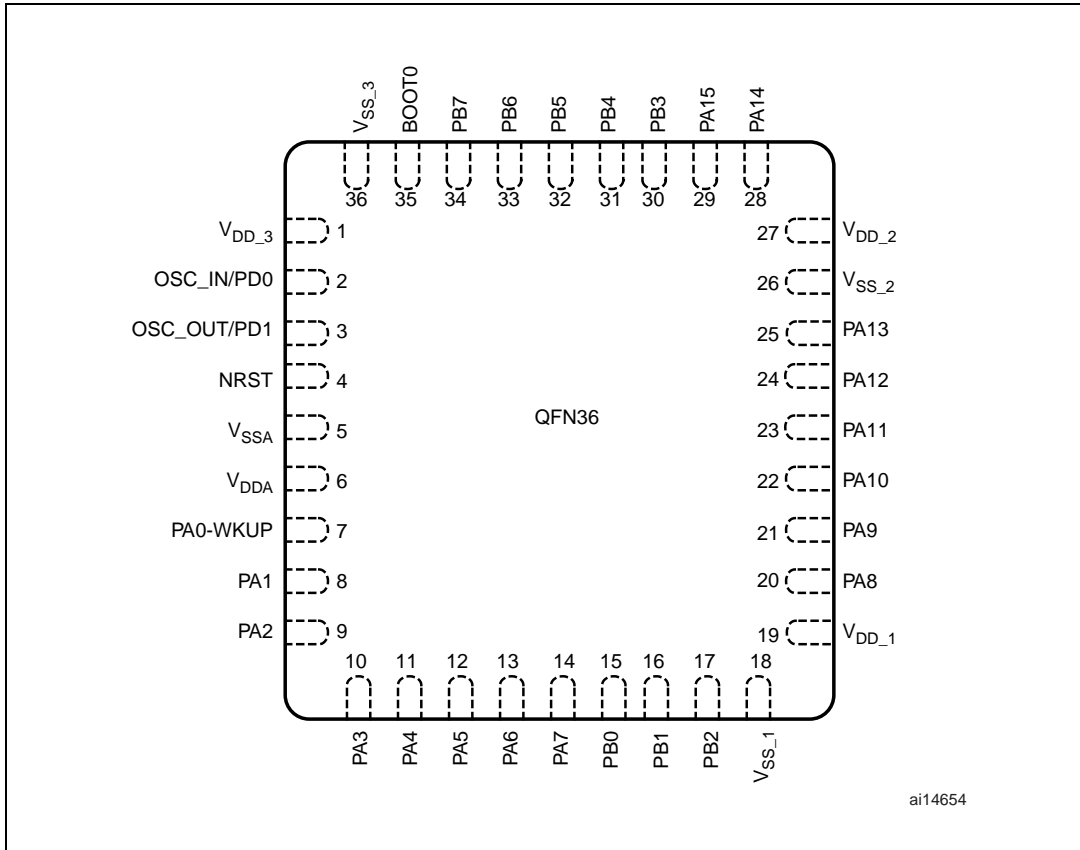 VSS_3
BOOT0
PB7
PB6
PB5
PB4
PB3
PA15
PA14
36
35
34
33
32
31
30
29
28
VDD_3 1
OSC_IN/PD0 2
OSC_OUT/PD1 3
NRST 4
VSSA 5
VDDA 6
PA0-WKUP 7
PA1 8
PA2 9
QFN36
27 VDD_2
26 VSS_2
25 PA13
24 PA12
23 PA11
22 PA10
21 PA9
20 PA8
19 VDD_1
10
11
12
13
14
15
16
17
18
PA3
PA4
PA5
PA6
PA7
PB0
PB1
PB2
VSS_1
ai14654